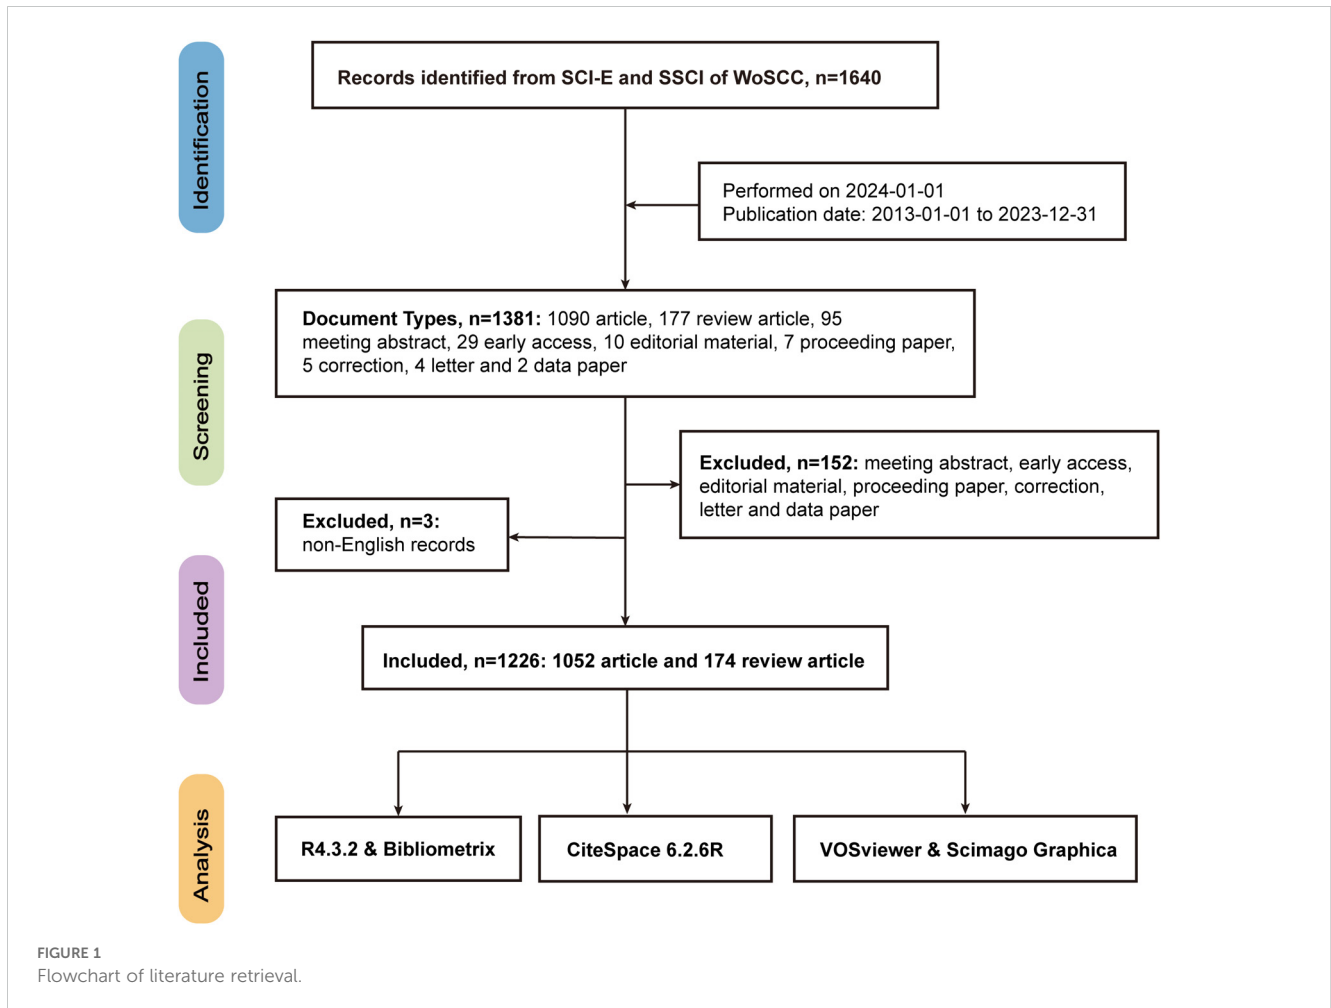 Identification
Records identified from SCI-E and SSCI of WoSCC, n=1640
Performed on 2024-01-01
Publication date: 2013-01-01 to 2023-12-31
Screening
Document Types, n=1381: 1090 article, 177 review article, 95
meeting abstract, 29 early access, 10 editorial material, 7 proceeding paper,
5 correction, 4 letter and 2 data paper
Excluded, n=152: meeting abstract, early access,
editorial material, proceeding paper, correction,
letter and data paper
Excluded, n=3:
non-English records
Included
Included, n=1226: 1052 article and 174 review article
Analysis
R4.3.2 & Bibliometrix
CiteSpace 6.2.6R
VOSviewer & Scimago Graphica
FIGURE 1
Flowchart of literature retrieval.